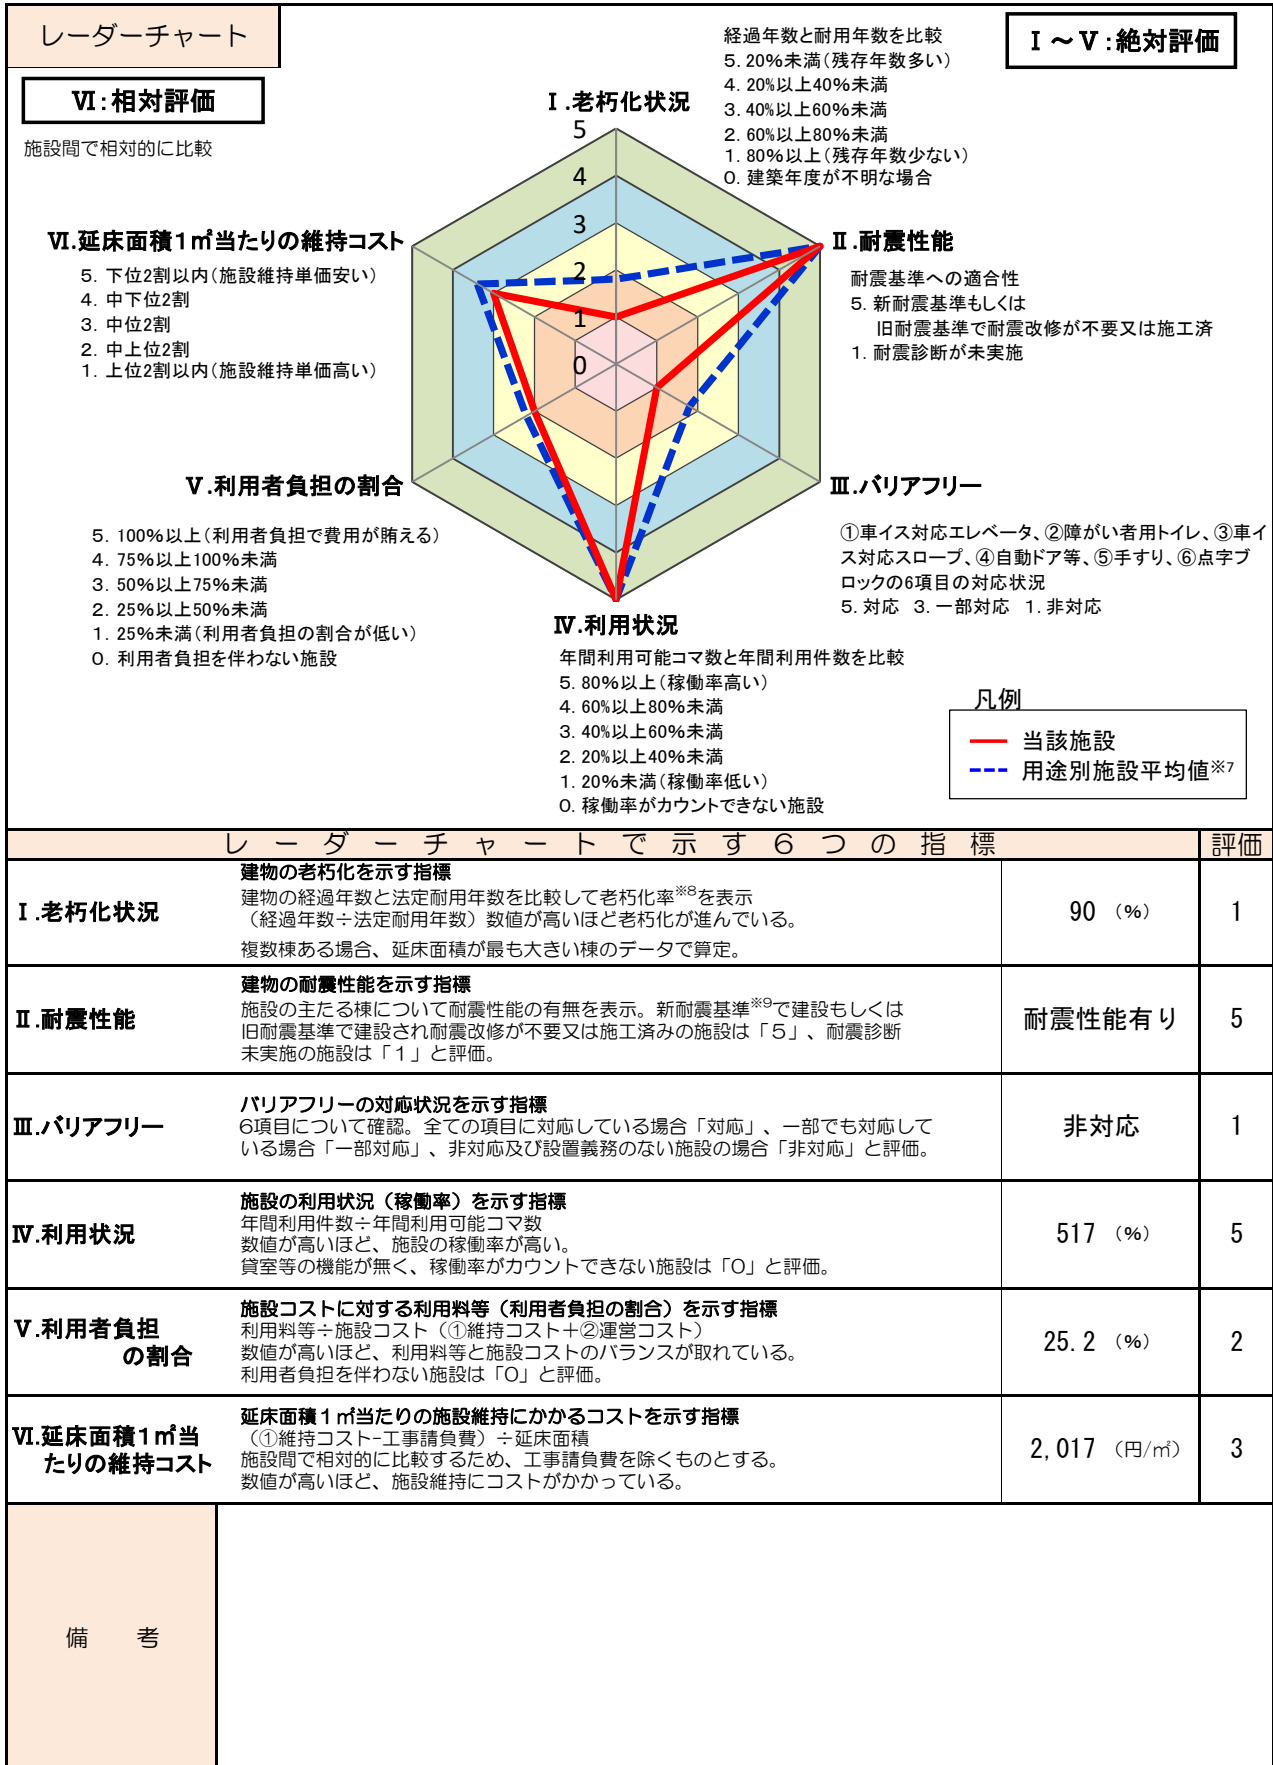 レーダーチャート
Ⅵ：相対評価
施設間で相対的に比較
Ⅰ～Ⅴ：絶対評価
Ⅰ.老朽化状況
経過年数と耐用年数を比較
5. 20%未満（残存年数多い）
4. 20%以上40%未満
3. 40%以上60%未満
2. 60%以上80%未満
1. 80%以上（残存年数少ない）
0. 建築年度が不明な場合
5
4
3
2
1
0
Ⅱ.耐震性能
耐震基準への適合性
5. 新耐震基準もしくは
旧耐震基準で耐震改修が不要又は施工済
1. 耐震診断が未実施
Ⅲ.バリアフリー
①車イス対応エレベータ、②障がい者用トイレ、③車イ
ス対応スロープ、④自動ドア等、⑤手すり、⑥点字ブ
ロックの6項目の対応状況
5. 対応 3. 一部対応 1. 非対応
Ⅳ.利用状況
年間利用可能コマ数と年間利用件数を比較
5. 80%以上（稼働率高い）
4. 60%以上80%未満
3. 40%以上60%未満
2. 20%以上40%未満
1. 20%未満（稼働率低い）
0. 稼働率がカウントできない施設
Ⅴ.利用者負担の割合
5. 100%以上（利用者負担で費用が賄える）
4. 75%以上100%未満
3. 50%以上75%未満
2. 25%以上50%未満
1. 25%未満（利用者負担の割合が低い）
0. 利用者負担を伴わない施設
Ⅵ.延床面積1㎡当たりの維持コスト
5. 下位2割以内（施設維持単価安い）
4. 中下位2割
3. 中位2割
2. 中上位2割
1. 上位2割以内（施設維持単価高い）
凡例
当該施設
用途別施設平均値※7
レーダーチャートで示す6つの指標 評価
Ⅰ.老朽化状況
建物の老朽化を示す指標
建物の経過年数と法定耐用年数を比較して老朽化率※8を表示
（経過年数÷法定耐用年数）数値が高いほど老朽化が進んでいる。
複数棟ある場合、延床面積が最も大きい棟のデータで算定。
90 （%） 1
Ⅱ.耐震性能
建物の耐震性能を示す指標
施設の主たる棟について耐震性能の有無を表示。新耐震基準※9で建設もしくは
旧耐震基準で建設され耐震改修が不要又は施工済みの施設は「5」、耐震診断
未実施の施設は「1」と評価。
耐震性能有り 5
Ⅲ.バリアフリー
バリアフリーの対応状況を示す指標
6項目について確認。全ての項目に対応している場合「対応」、一部でも対応して
いる場合「一部対応」、非対応及び設置義務のない施設の場合「非対応」と評価。
非対応 1
Ⅳ.利用状況
施設の利用状況（稼働率）を示す指標
年間利用件数÷年間利用可能コマ数
数値が高いほど、施設の稼働率が高い。
貸室等の機能が無く、稼働率がカウントできない施設は「0」と評価。
517 （%） 5
Ⅴ.利用者負担
の割合
施設コストに対する利用料等（利用者負担の割合）を示す指標
利用料等÷施設コスト（①維持コスト+②運営コスト）
数値が高いほど、利用料等と施設コストのバランスが取れている。
利用者負担を伴わない施設は「0」と評価。
25.2 （%） 2
Ⅵ.延床面積1㎡当
たりの維持コスト
延床面積1㎡当たりの施設維持にかかるコストを示す指標
（①維持コスト-工事請負費）÷延床面積
施設間で相対的に比較するため、工事請負費を除くものとする。
数値が高いほど、施設維持にコストがかかっている。
2,017 （円/㎡） 3
備 考